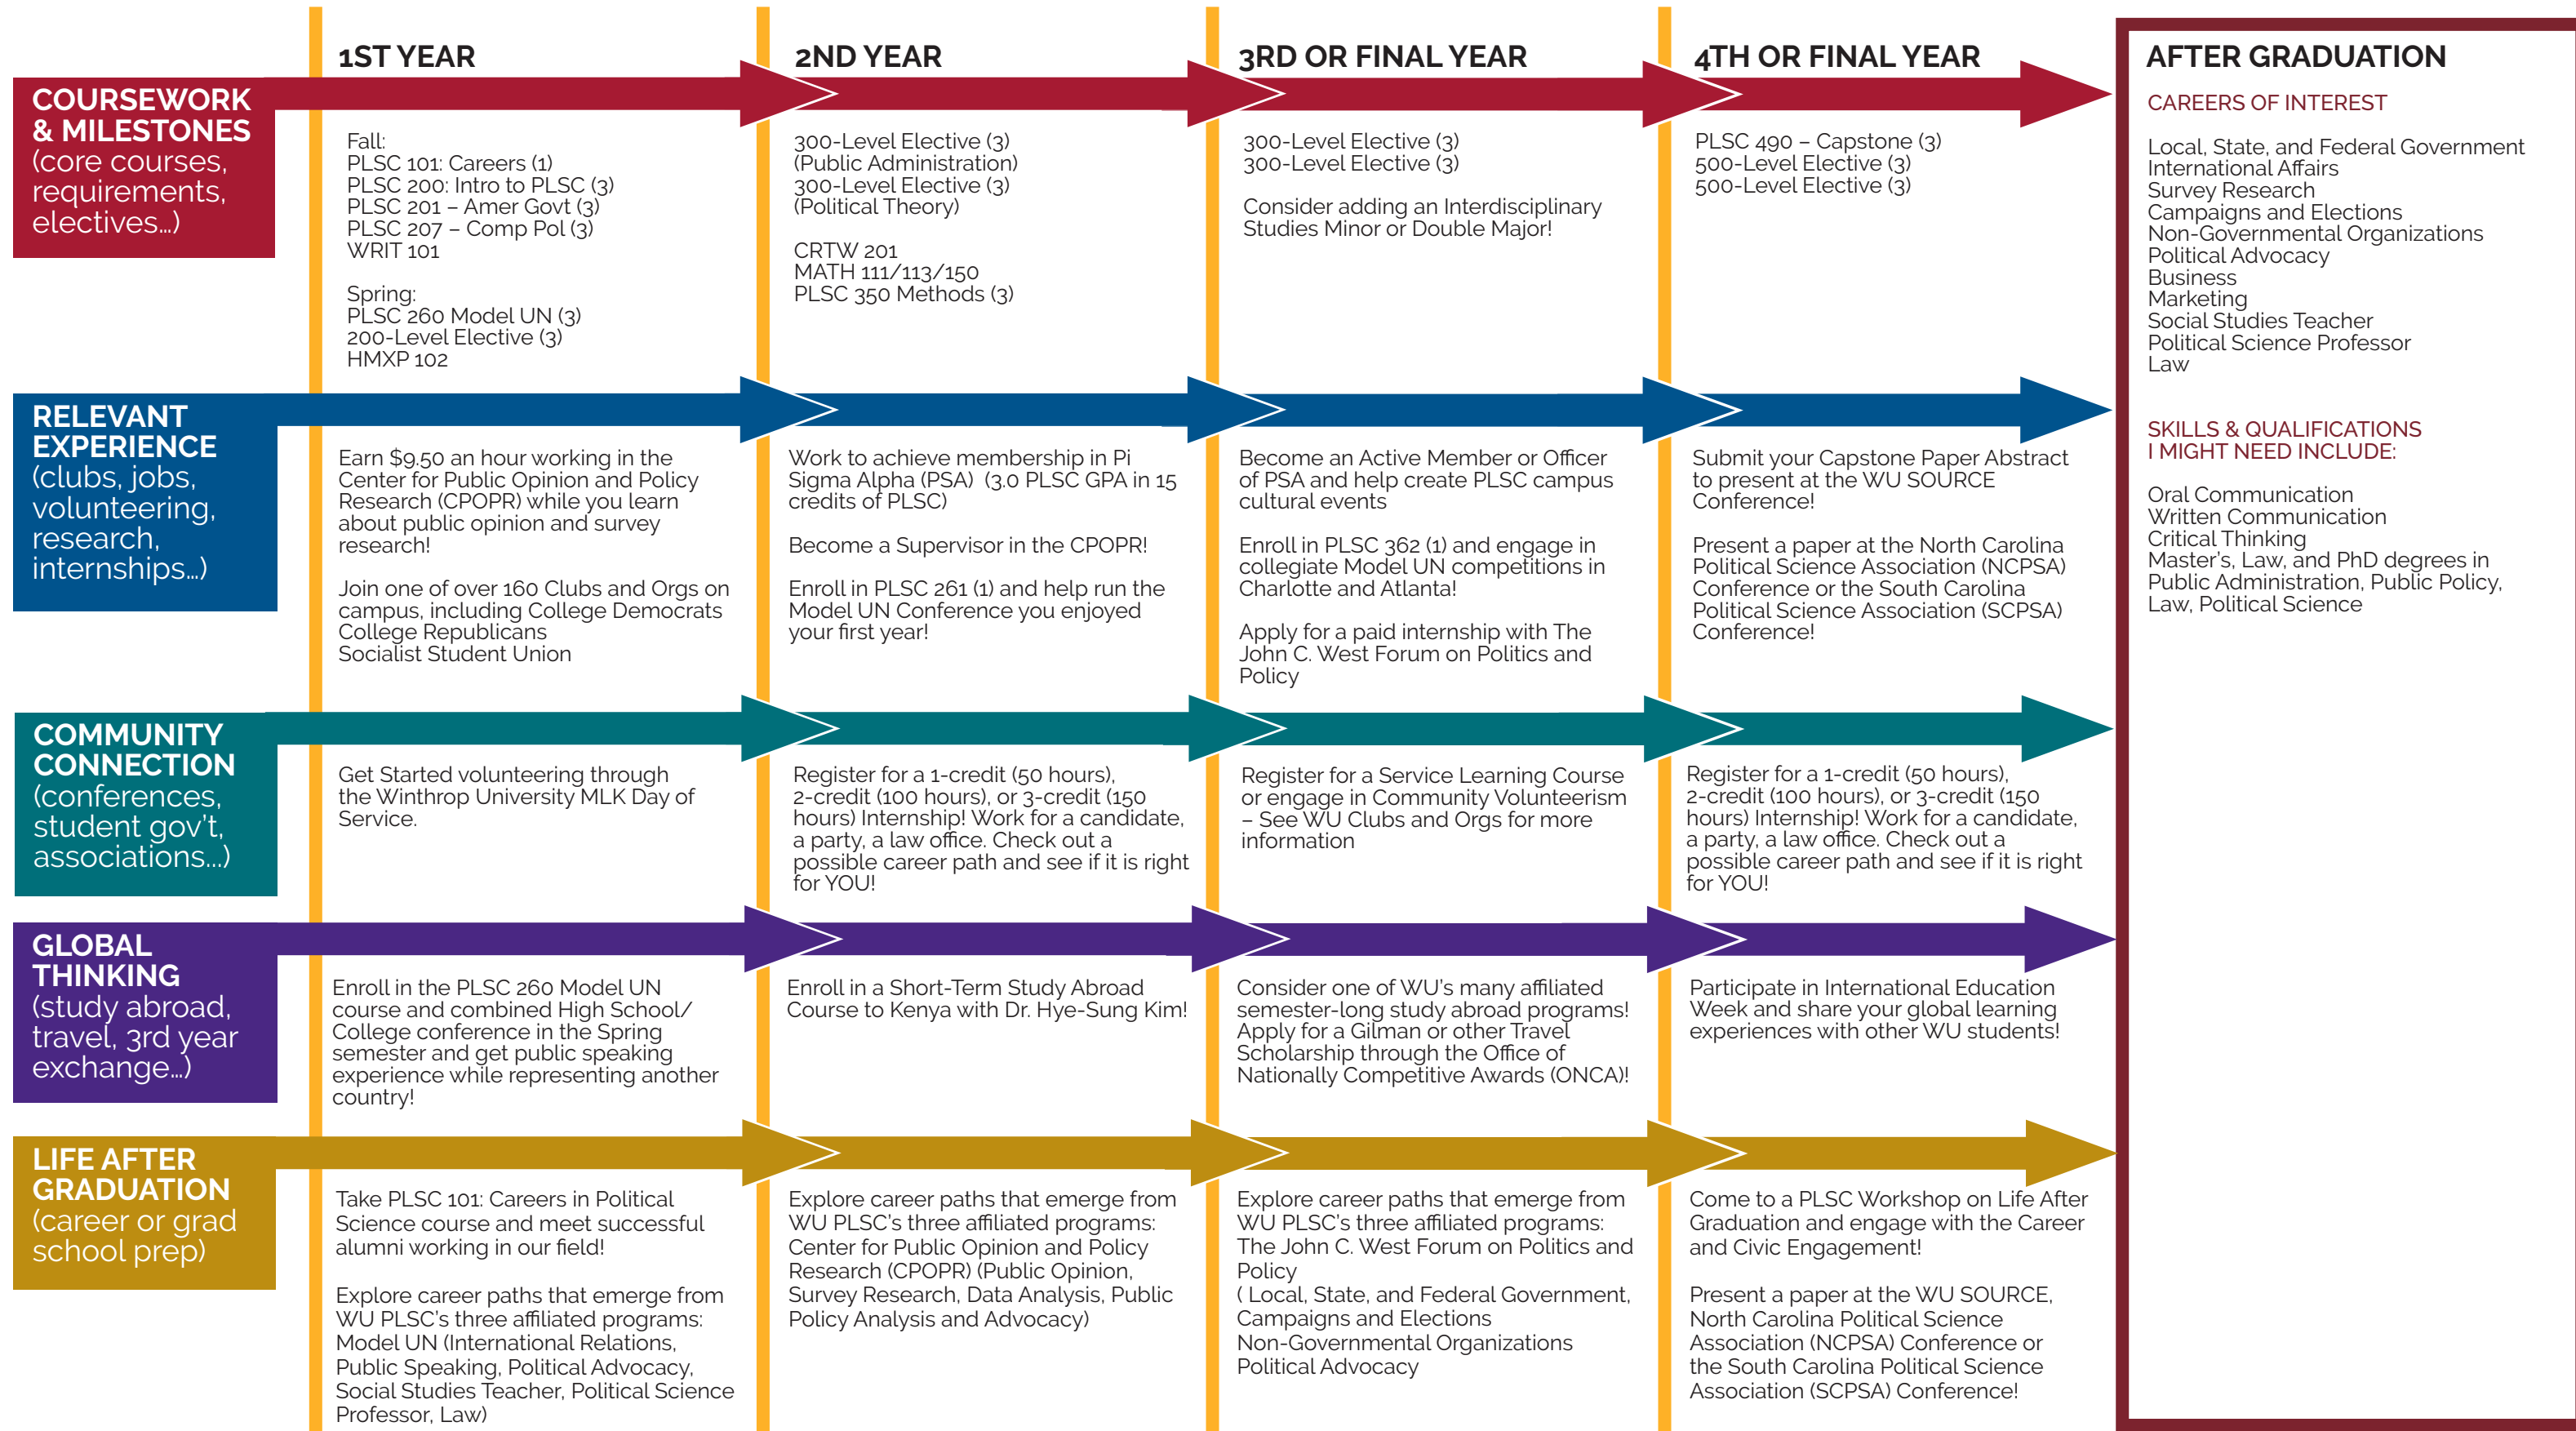 1ST YEAR
2ND YEAR
3RD OR FINAL YEAR
4TH OR FINAL YEAR
AFTER GRADUATION
COURSEWORK
& MILESTONES
(core courses,
requirements,
electives...)
Fall:
PLSC 101: Careers (1)
PLSC 200: Intro to PLSC (3)
PLSC 201 – Amer Govt (3)
PLSC 207 – Comp Pol (3)
WRIT 101
Spring:
PLSC 260 Model UN (3)
200-Level Elective (3)
HMXP 102
300-Level Elective (3)
(Public Administration)
300-Level Elective (3)
(Political Theory)
CRTW 201
MATH 111/113/150
PLSC 350 Methods (3)
300-Level Elective (3)
300-Level Elective (3)
Consider adding an Interdisciplinary
Studies Minor or Double Major!
PLSC 490 – Capstone (3)
500-Level Elective (3)
500-Level Elective (3)
RELEVANT
EXPERIENCE
(clubs, jobs,
volunteering,
research,
internships...)
Earn $9.50 an hour working in the
Center for Public Opinion and Policy
Research (CPOPR) while you learn
about public opinion and survey
research!
Join one of over 160 Clubs and Orgs on
campus, including College Democrats
College Republicans
Socialist Student Union
Work to achieve membership in Pi
Sigma Alpha (PSA) (3.0 PLSC GPA in 15
credits of PLSC)
Become a Supervisor in the CPOPR!
Enroll in PLSC 261 (1) and help run the
Model UN Conference you enjoyed
your first year!
Become an Active Member or Officer
of PSA and help create PLSC campus
cultural events
Enroll in PLSC 362 (1) and engage in
collegiate Model UN competitions in
Charlotte and Atlanta!
Apply for a paid internship with The
John C. West Forum on Politics and
Policy
Submit your Capstone Paper Abstract
to present at the WU SOURCE
Conference!
Present a paper at the North Carolina
Political Science Association (NCPSA)
Conference or the South Carolina
Political Science Association (SCPSA)
Conference!
COMMUNITY
CONNECTION
(conferences,
student gov't,
associations...)
Get Started volunteering through
the Winthrop University MLK Day of
Service.
Register for a 1-credit (50 hours),
2-credit (100 hours), or 3-credit (150
hours) Internship! Work for a candidate,
a party, a law office. Check out a
possible career path and see if it is right
for YOU!
Register for a Service Learning Course
or engage in Community Volunteerism
– See WU Clubs and Orgs for more
information
Register for a 1-credit (50 hours),
2-credit (100 hours), or 3-credit (150
hours) Internship! Work for a candidate,
a party, a law office. Check out a
possible career path and see if it is right
for YOU!
GLOBAL
THINKING
(study abroad,
travel, 3rd year
exchange...)
Enroll in the PLSC 260 Model UN
course and combined High School/
College conference in the Spring
semester and get public speaking
experience while representing another
country!
Enroll in a Short-Term Study Abroad
Course to Kenya with Dr. Hye-Sung Kim!
Consider one of WU's many affiliated
semester-long study abroad programs!
Apply for a Gilman or other Travel
Scholarship through the Office of
Nationally Competitive Awards (ONCA)!
Participate in International Education
Week and share your global learning
experiences with other WU students!
LIFE AFTER
GRADUATION
(career or grad
school prep)
Take PLSC 101: Careers in Political
Science course and meet successful
alumni working in our field!
Explore career paths that emerge from
WU PLSC's three affiliated programs:
Model UN (International Relations,
Public Speaking, Political Advocacy,
Social Studies Teacher, Political Science
Professor, Law)
Explore career paths that emerge from
WU PLSC's three affiliated programs:
Center for Public Opinion and Policy
Research (CPOPR) (Public Opinion,
Survey Research, Data Analysis, Public
Policy Analysis and Advocacy)
Explore career paths that emerge from
WU PLSC's three affiliated programs:
The John C. West Forum on Politics and
Policy
( Local, State, and Federal Government,
Campaigns and Elections
Non-Governmental Organizations
Political Advocacy
Come to a PLSC Workshop on Life After
Graduation and engage with the Career
and Civic Engagement!
Present a paper at the WU SOURCE,
North Carolina Political Science
Association (NCPSA) Conference or
the South Carolina Political Science
Association (SCPSA) Conference!
CAREERS OF INTEREST
Local, State, and Federal Government
International Affairs
Survey Research
Campaigns and Elections
Non-Governmental Organizations
Political Advocacy
Business
Marketing
Social Studies Teacher
Political Science Professor
Law
SKILLS & QUALIFICATIONS
I MIGHT NEED INCLUDE:
Oral Communication
Written Communication
Critical Thinking
Master's, Law, and PhD degrees in
Public Administration, Public Policy,
Law, Political Science